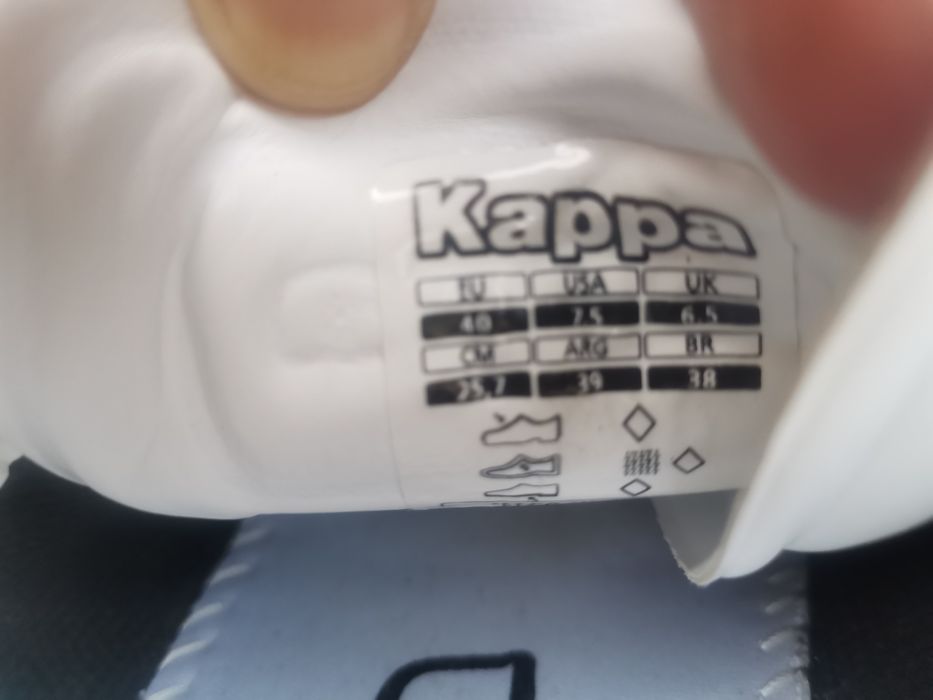 Kappa
EU USA UK
40 7.5 6.5
CM ARG BR
25,7 39 38